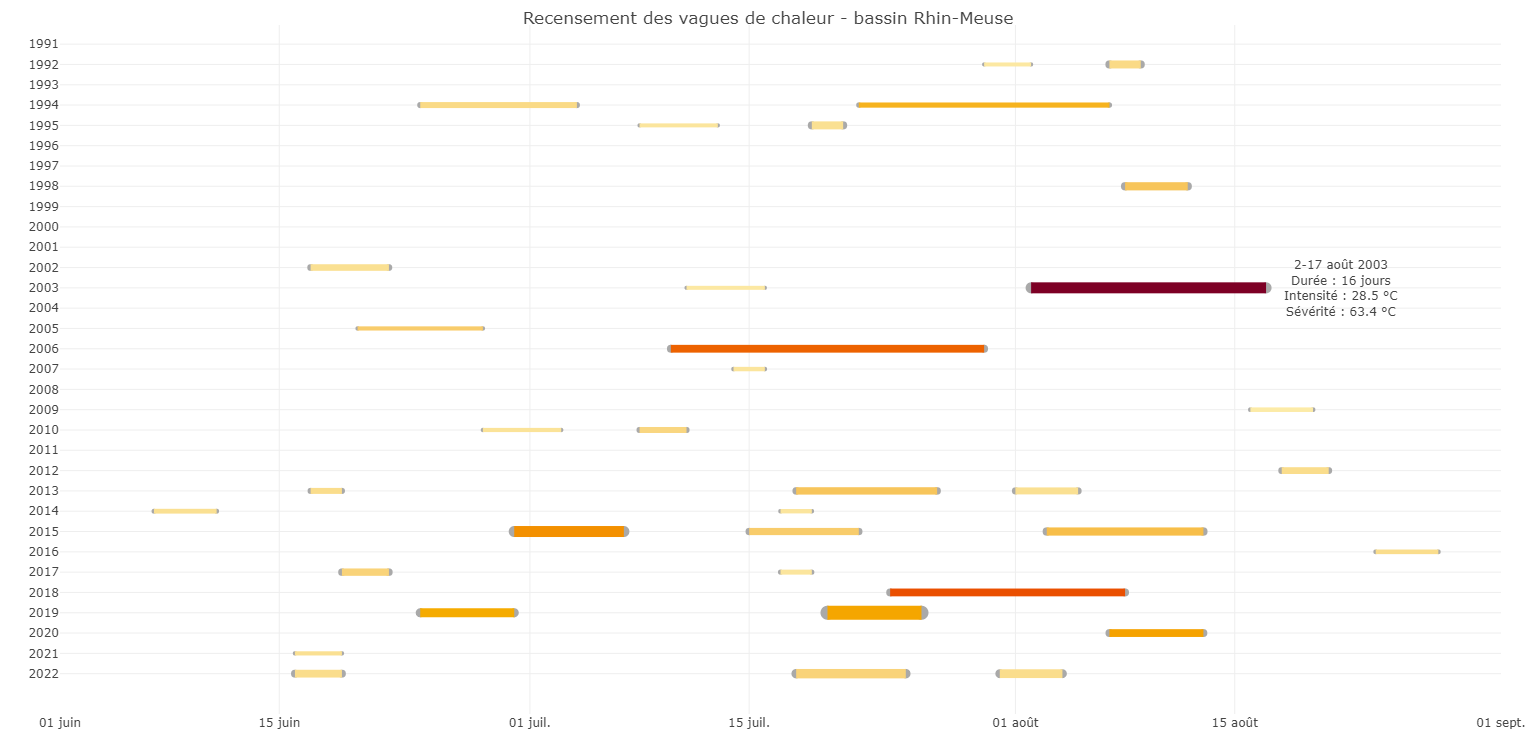 Recensement des vagues de chaleur - bassin Rhin-Meuse
1991
1992
1993
1994
1995
1996
1997
1998
1999
2000
2001
2002
2-17 août 2003
Durée : 16 jours
Intensité : 28.5 °C
Sévérité : 63.4 °C
2003
2004
2005
2006
2007
2008
2009
2010
2011
2012
2013
2014
2015
2016
2017
2018
2019
2020
2021
2022
01 juin
15 juin
01 juil.
15 juil.
01 août
15 août
01 sept.